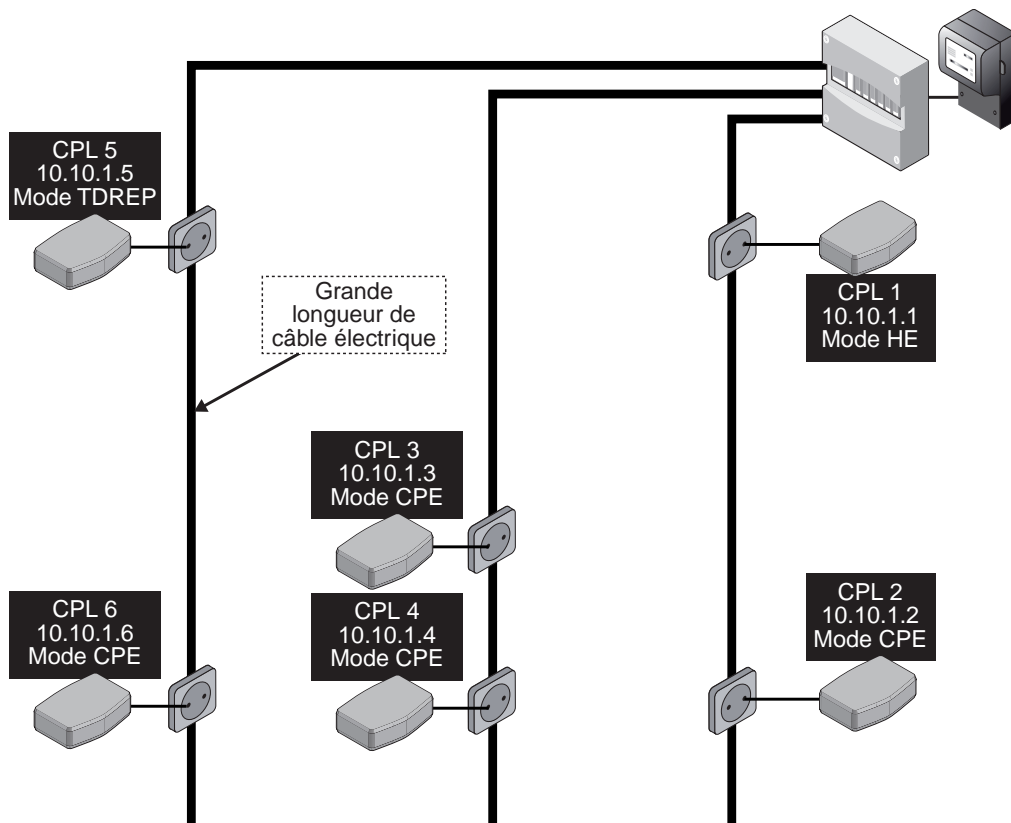 CPL 5
10.10.1.5
Mode TDREP
Grande
longueur de
câble électrique
CPL 1
10.10.1.1
Mode HE
CPL 3
10.10.1.3
Mode CPE
CPL 6
10.10.1.6
Mode CPE
CPL 4
10.10.1.4
Mode CPE
CPL 2
10.10.1.2
Mode CPE